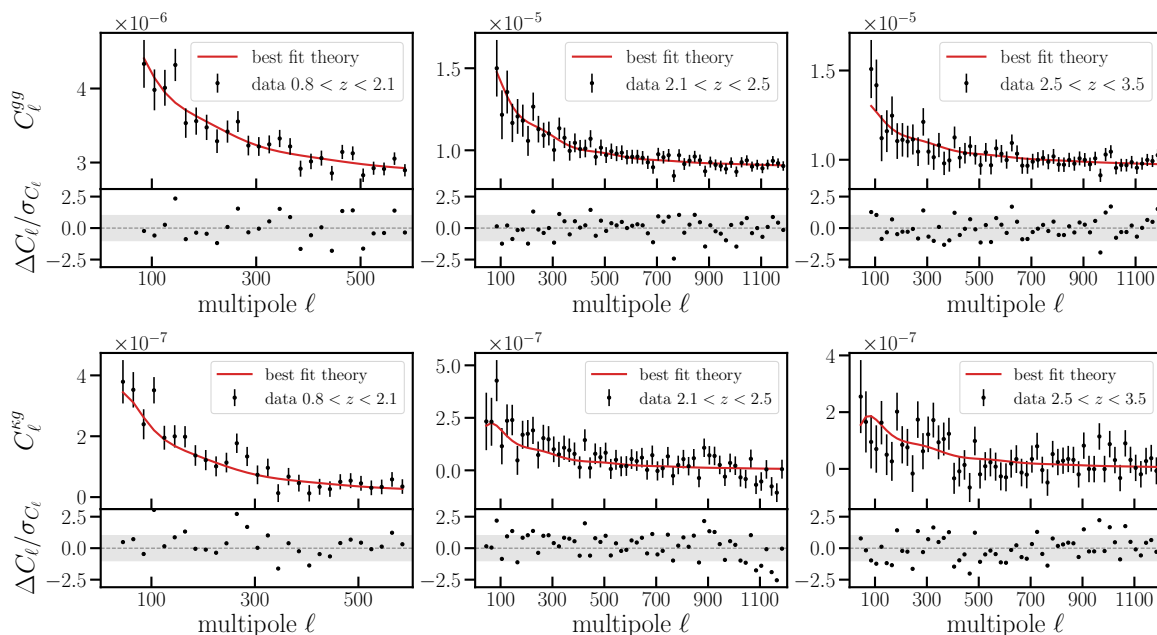 ×10⁻⁶
×10⁻⁵
×10⁻⁵
C_ℓ^{gg}
4
3
best fit theory
data 0.8 < z < 2.1
1.5
1.0
best fit theory
data 2.1 < z < 2.5
1.5
1.0
best fit theory
data 2.5 < z < 3.5
ΔC_ℓ/σ_{C_ℓ}
2.5
0.0
−2.5
2.5
0.0
−2.5
2.5
0.0
−2.5
100 300 500
100 300 500 700 900 1100
100 300 500 700 900 1100
multipole ℓ
multipole ℓ
multipole ℓ
×10⁻⁷
×10⁻⁷
×10⁻⁷
C_ℓ^{κg}
4
2
0
best fit theory
data 0.8 < z < 2.1
5.0
2.5
0.0
best fit theory
data 2.1 < z < 2.5
4
2
0
best fit theory
data 2.5 < z < 3.5
ΔC_ℓ/σ_{C_ℓ}
2.5
0.0
−2.5
2.5
0.0
−2.5
2.5
0.0
−2.5
100 300 500
100 300 500 700 900 1100
100 300 500 700 900 1100
multipole ℓ
multipole ℓ
multipole ℓ